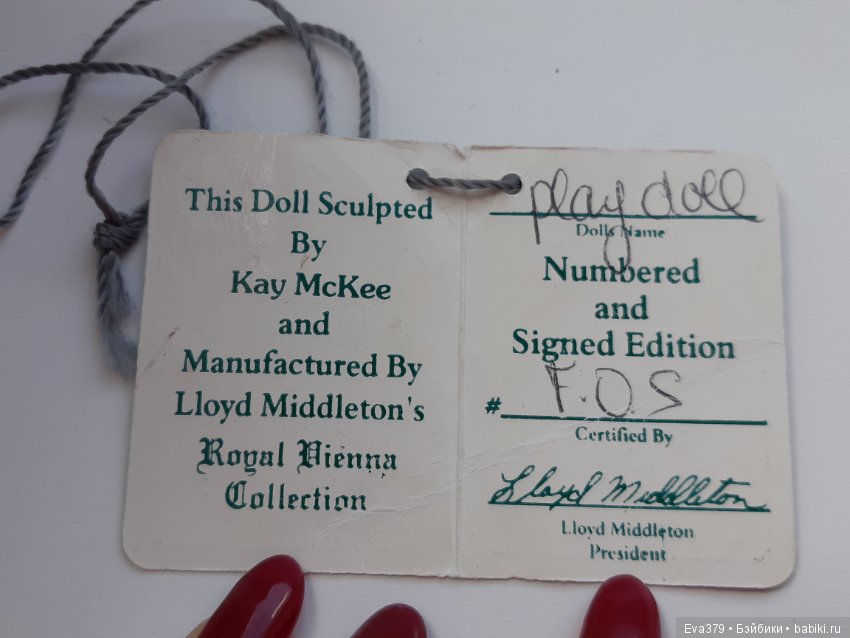 This Doll Sculpted
By
Kay McKee
and
Manufactured By
Lloyd Middleton's
Royal Vienna
Collection
play doll
Dolls Name
Numbered
and
Signed Edition
# F.O.S
Certified By
Lloyd Middleton
Lloyd Middleton
President
Eva379 • Бэйбики • babiki.ru